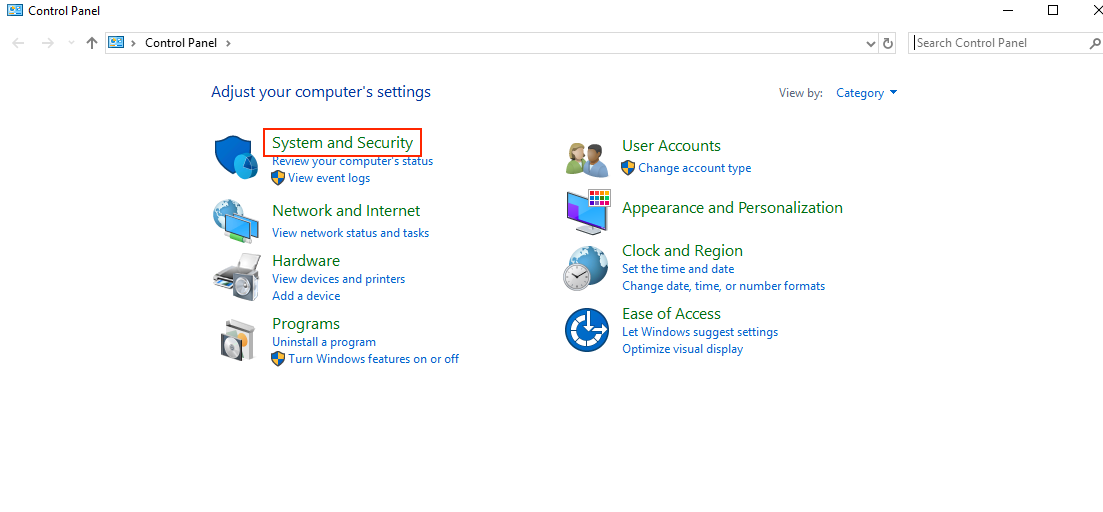 Control Panel
Control Panel
Search Control Panel
Adjust your computer's settings
View by:
Category
System and Security
Review your computer's status
View event logs
Network and Internet
View network status and tasks
Hardware
View devices and printers
Add a device
Programs
Uninstall a program
Turn Windows features on or off
User Accounts
Change account type
Appearance and Personalization
Clock and Region
Set the time and date
Change date, time, or number formats
Ease of Access
Let Windows suggest settings
Optimize visual display